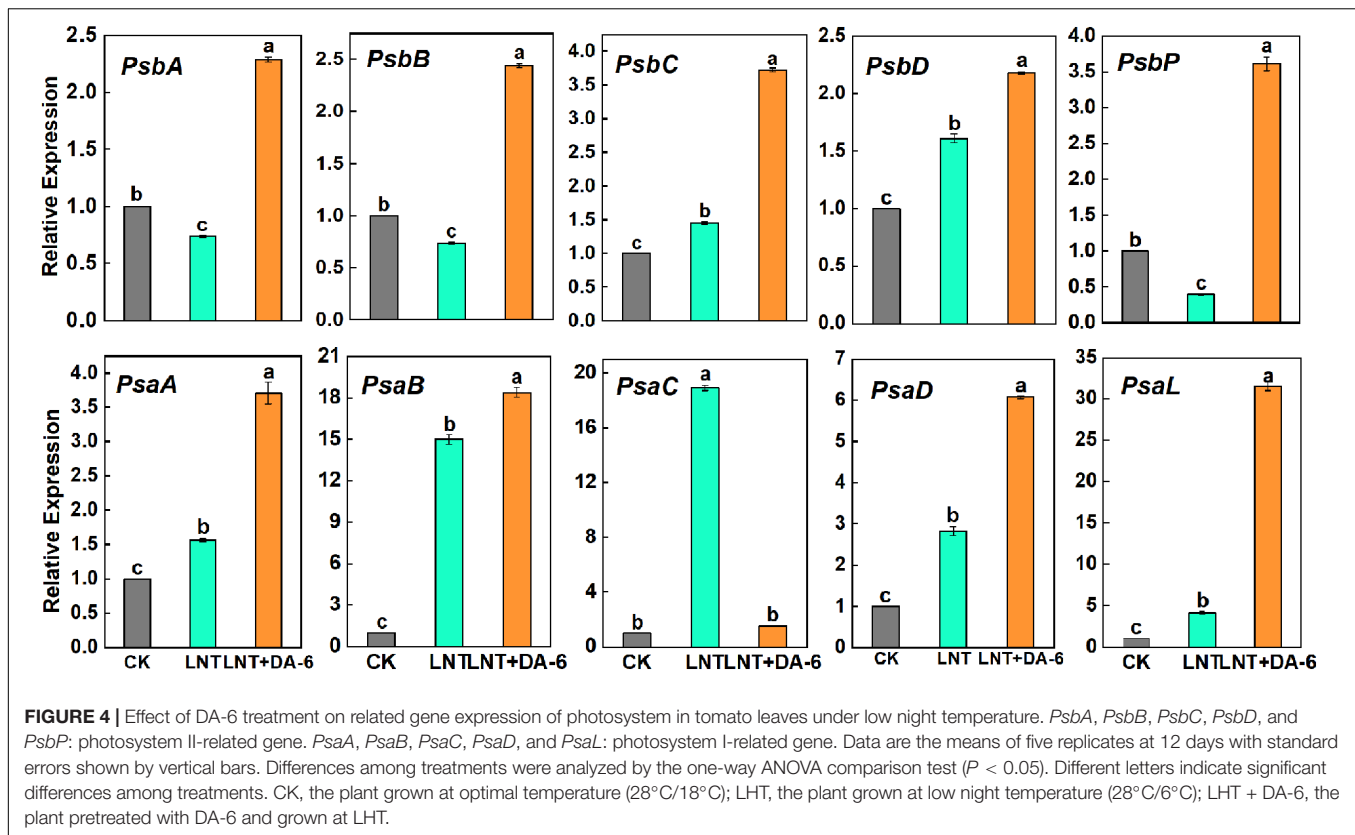 2.5 2.0 1.5 1.0 0.5 0.0
Relative Expression
PsbA
b c a
2.5 2.0 1.5 1.0 0.5 0.0
PsbB
b c a
4.0 3.5 3.0 2.5 2.0 1.5 1.0 0.5 0.0
PsbC
c b a
2.5 2.0 1.5 1.0 0.5 0.0
PsbD
c b a
4.0 3.5 3.0 2.5 2.0 1.5 1.0 0.5 0.0
PsbP
b c a
4.0 3.5 3.0 2.5 2.0 1.5 1.0 0.5 0.0
Relative Expression
PsaA
c b a
CK LNT LNT+DA-6
21 18 15 12 9 6 3 0
PsaB
c b a
CK LNT LNT+DA-6
20 16 12 8 4 0
PsaC
b a b
CK LNT LNT+DA-6
7 6 5 4 3 2 1 0
PsaD
c b a
CK LNT LNT+DA-6
35 30 25 20 15 10 5 0
PsaL
c b a
CK LNT LNT+DA-6
FIGURE 4 | Effect of DA-6 treatment on related gene expression of photosystem in tomato leaves under low night temperature. PsbA, PsbB, PsbC, PsbD, and
PsbP: photosystem II-related gene. PsaA, PsaB, PsaC, PsaD, and PsaL: photosystem I-related gene. Data are the means of five replicates at 12 days with standard
errors shown by vertical bars. Differences among treatments were analyzed by the one-way ANOVA comparison test (P < 0.05). Different letters indicate significant
differences among treatments. CK, the plant grown at optimal temperature (28°C/18°C); LHT, the plant grown at low night temperature (28°C/6°C); LHT + DA-6, the
plant pretreated with DA-6 and grown at LHT.